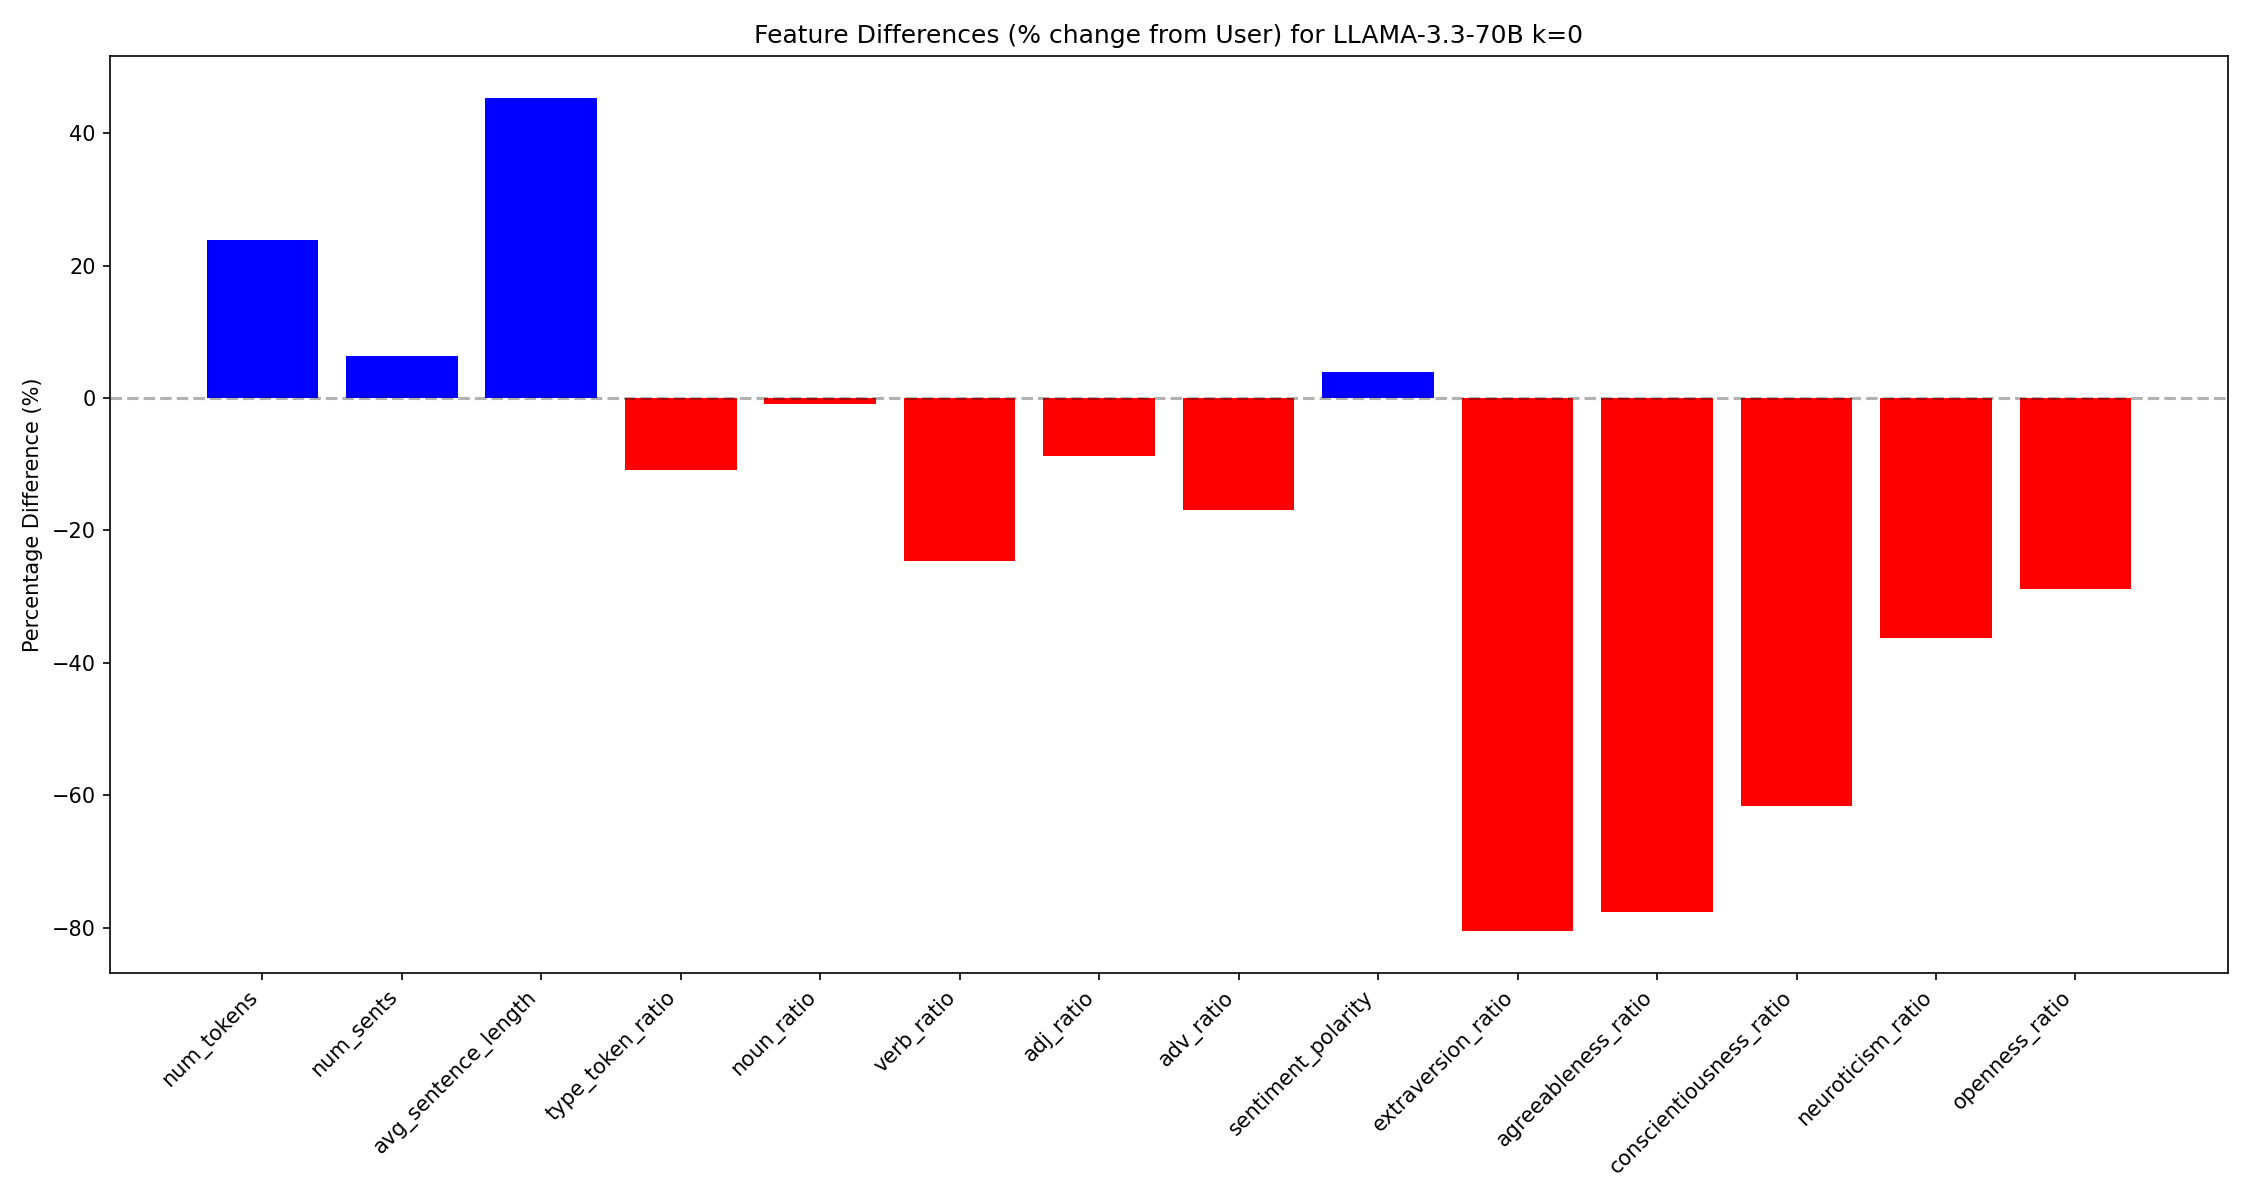 Feature Differences (% change from User) for LLAMA-3.3-70B k=0
Percentage Difference (%)
40
20
0
−20
−40
−60
−80
num_tokens
num_sents
avg_sentence_length
type_token_ratio
noun_ratio
verb_ratio
adj_ratio
adv_ratio
sentiment_polarity
extraversion_ratio
agreeableness_ratio
conscientiousness_ratio
neuroticism_ratio
openness_ratio